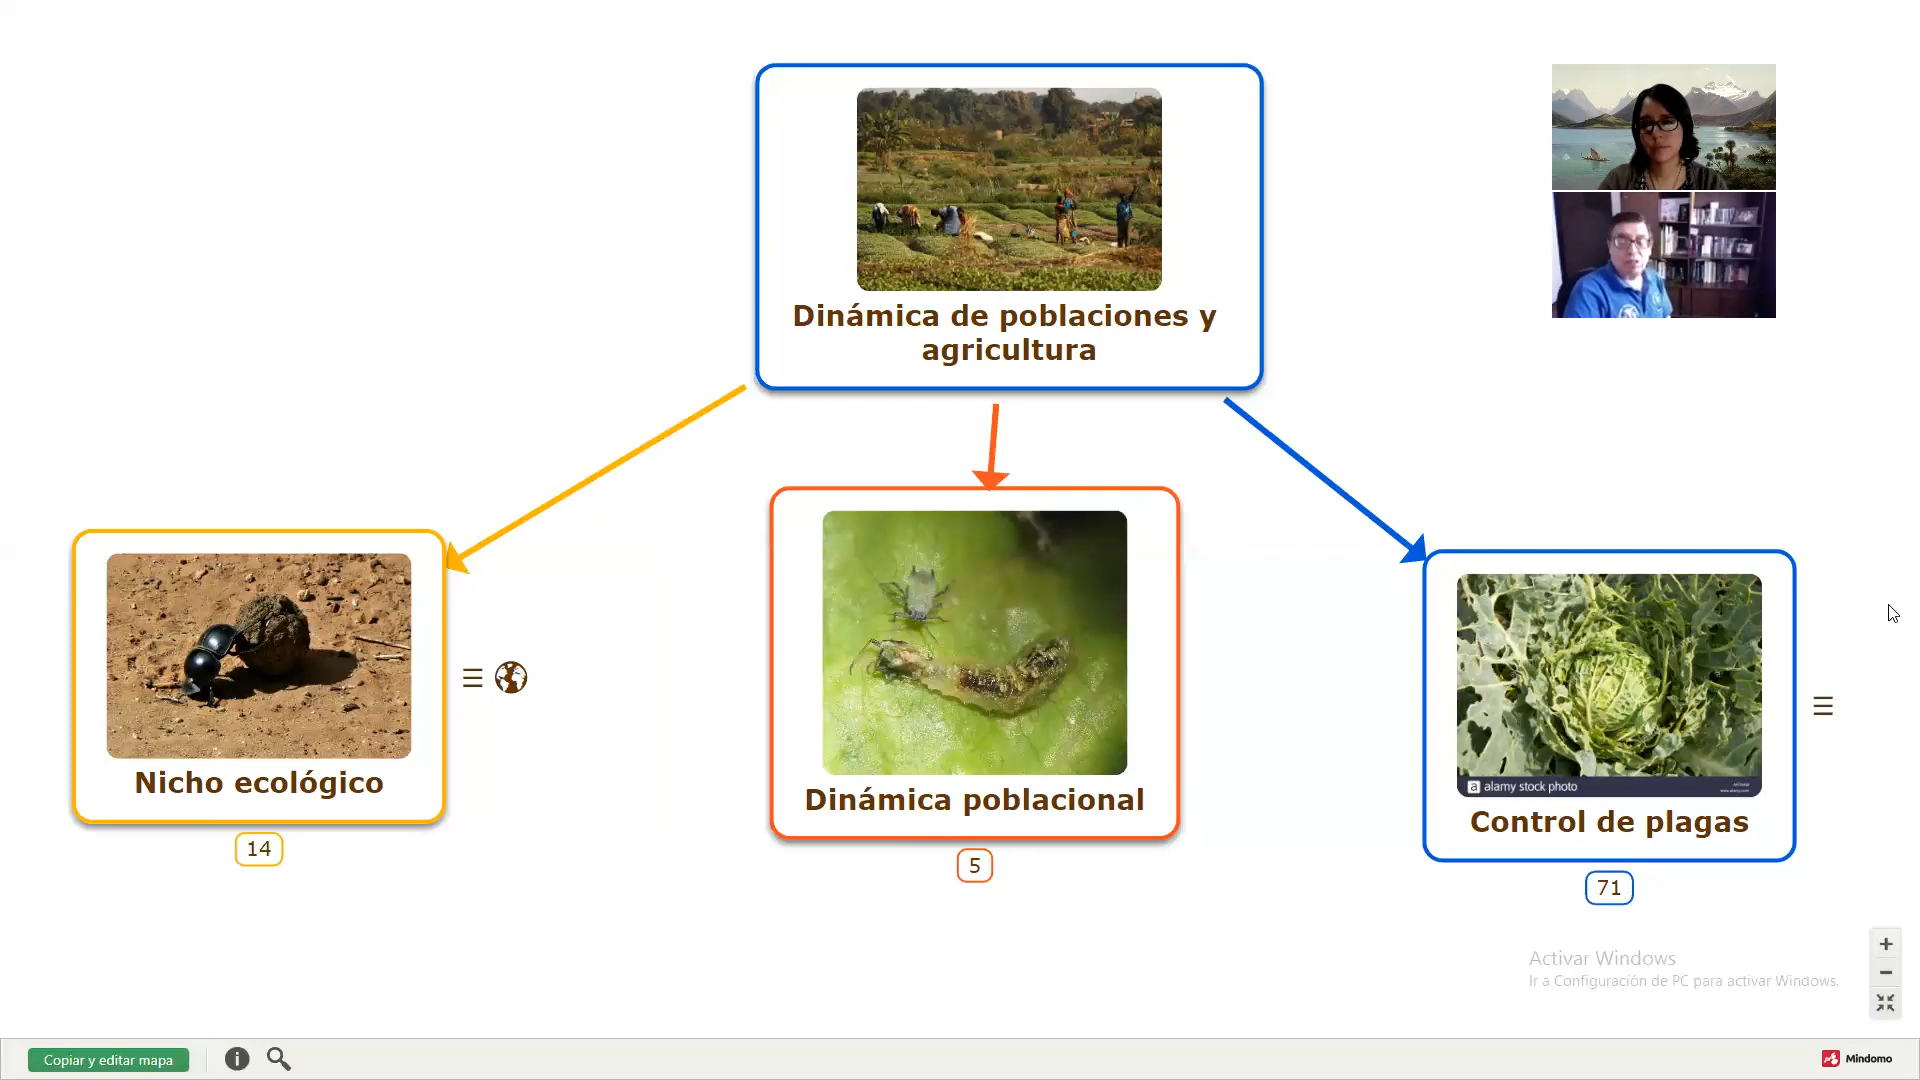 Dinámica de poblaciones y
agricultura
Nicho ecológico
14
Dinámica poblacional
5
alamy stock photo
Control de plagas
71
Activar Windows
Ir a Configuración de PC para activar Windows.
Copiar y editar mapa
Mindomo